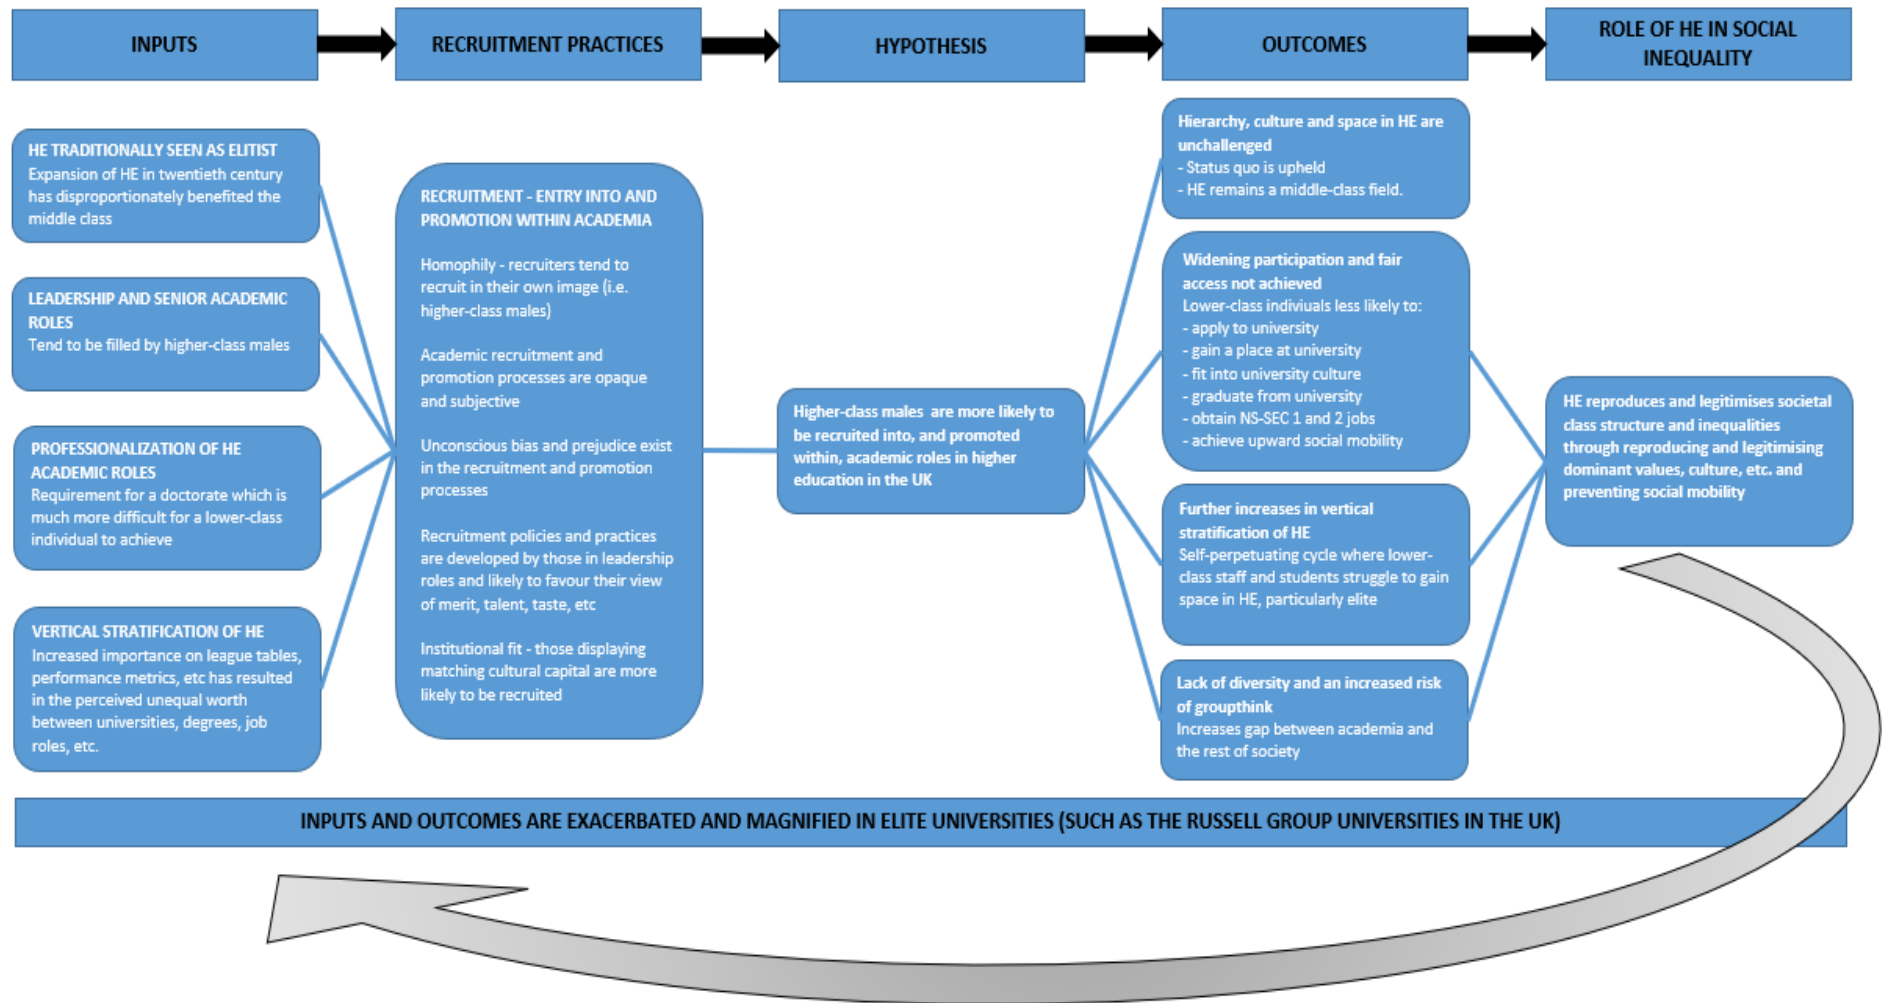 INPUTS
RECRUITMENT PRACTICES
HYPOTHESIS
OUTCOMES
ROLE OF HE IN SOCIAL
INEQUALITY
HE TRADITIONALLY SEEN AS ELITIST
Expansion of HE in twentieth century
has disproportionately benefited the
middle class
LEADERSHIP AND SENIOR ACADEMIC
ROLES
Tend to be filled by higher-class males
PROFESSIONALIZATION OF HE
ACADEMIC ROLES
Requirement for a doctorate which is
much more difficult for a lower-class
individual to achieve
VERTICAL STRATIFICATION OF HE
Increased importance on league tables,
performance metrics, etc has resulted
in the perceived unequal worth
between universities, degrees, job
roles, etc.
RECRUITMENT - ENTRY INTO AND
PROMOTION WITHIN ACADEMIA
Homophily - recruiters tend to
recruit in their own image (i.e.
higher-class males)
Academic recruitment and
promotion processes are opaque
and subjective
Unconscious bias and prejudice exist
in the recruitment and promotion
processes
Recruitment policies and practices
are developed by those in leadership
roles and likely to favour their view
of merit, talent, taste, etc
Institutional fit - those displaying
matching cultural capital are more
likely to be recruited
Higher-class males are more likely to
be recruited into, and promoted
within, academic roles in higher
education in the UK
Hierarchy, culture and space in HE are
unchallenged
- Status quo is upheld
- HE remains a middle-class field.
Widening participation and fair
access not achieved
Lower-class indiviuals less likely to:
- apply to university
- gain a place at university
- fit into university culture
- graduate from university
- obtain NS-SEC 1 and 2 jobs
- achieve upward social mobility
Further increases in vertical
stratification of HE
Self-perpetuating cycle where lower-
class staff and students struggle to gain
space in HE, particularly elite
Lack of diversity and an increased risk
of groupthink
Increases gap between academia and
the rest of society
HE reproduces and legitimises societal
class structure and inequalities
through reproducing and legitimising
dominant values, culture, etc. and
preventing social mobility
INPUTS AND OUTCOMES ARE EXACERBATED AND MAGNIFIED IN ELITE UNIVERSITIES (SUCH AS THE RUSSELL GROUP UNIVERSITIES IN THE UK)